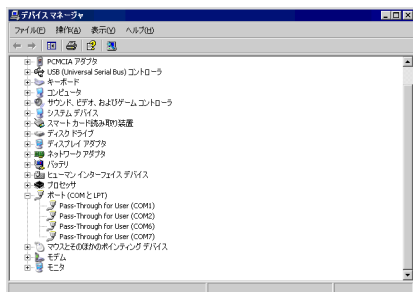 デバイス マネージャ
ファイル(F) 操作(A) 表示(V) ヘルプ(H)
PCMCIA アダプタ
USB (Universal Serial Bus) コントローラ
キーボード
コンピュータ
サウンド、ビデオ、およびゲーム コントローラ
システム デバイス
スマート カード読み取り装置
ディスク ドライブ
ディスプレイ アダプタ
ネットワーク アダプタ
バッテリ
ヒューマン インターフェイス デバイス
プロセッサ
ポート (COM と LPT)
Pass-Through for User (COM1)
Pass-Through for User (COM2)
Pass-Through for User (COM6)
Pass-Through for User (COM7)
マウスとそのほかのポインティング デバイス
モデム
モニタ